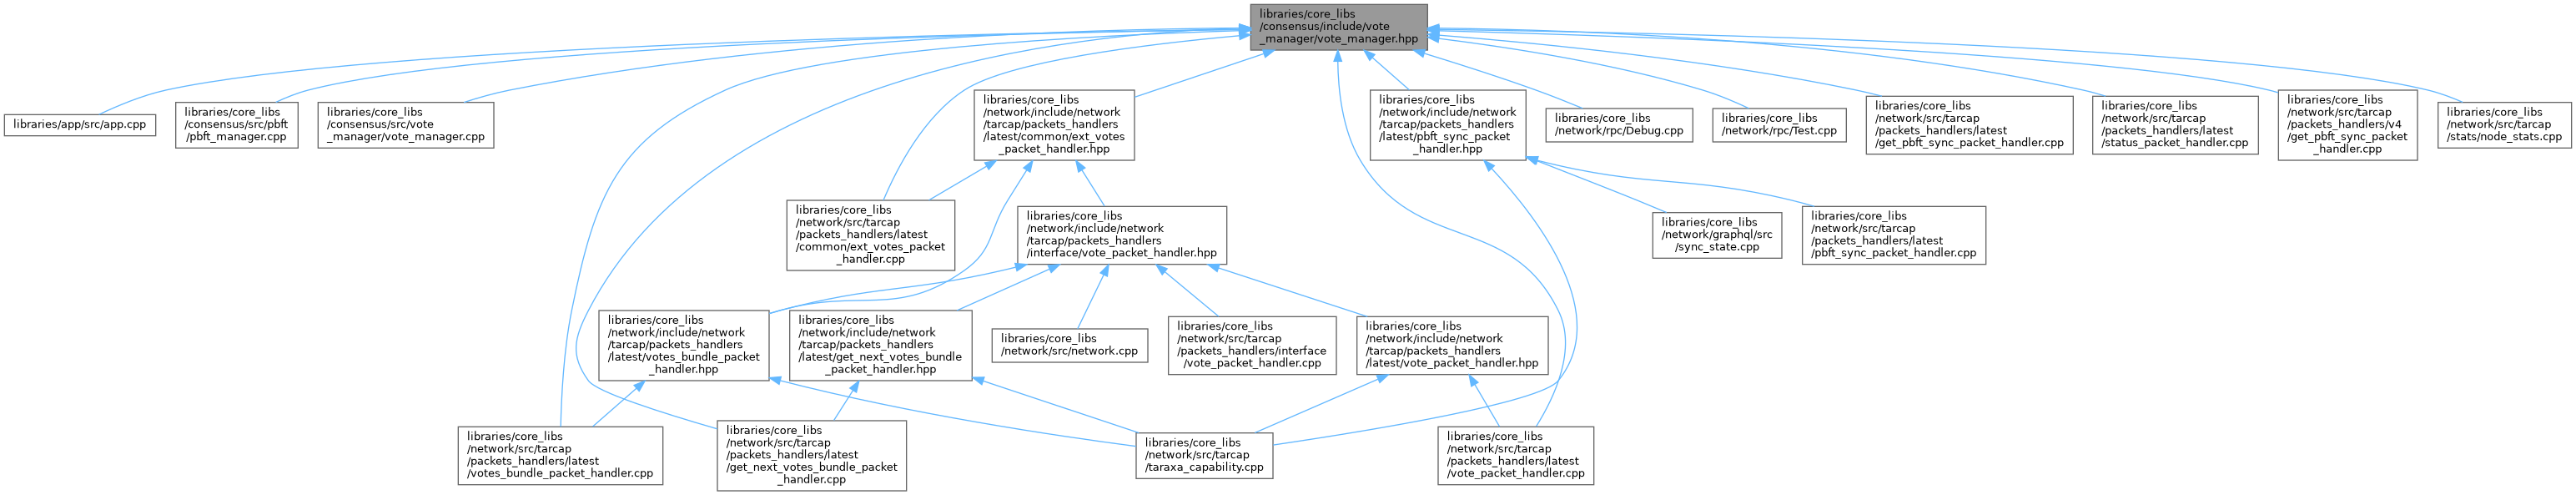 libraries/core_libs
/consensus/include/vote
_manager/vote_manager.hpp
libraries/app/src/app.cpp
libraries/core_libs
/consensus/src/pbft
/pbft_manager.cpp
libraries/core_libs
/consensus/src/vote
_manager/vote_manager.cpp
libraries/core_libs
/network/include/network
/tarcap/packets_handlers
/latest/common/ext_votes
_packet_handler.hpp
libraries/core_libs
/network/include/network
/tarcap/packets_handlers
/latest/pbft_sync_packet
_handler.hpp
libraries/core_libs
/network/rpc/Debug.cpp
libraries/core_libs
/network/rpc/Test.cpp
libraries/core_libs
/network/src/tarcap
/packets_handlers/latest
/get_pbft_sync_packet_handler.cpp
libraries/core_libs
/network/src/tarcap
/packets_handlers/latest
/status_packet_handler.cpp
libraries/core_libs
/network/src/tarcap
/packets_handlers/v4
/get_pbft_sync_packet
_handler.cpp
libraries/core_libs
/network/src/tarcap
/stats/node_stats.cpp
libraries/core_libs
/network/src/tarcap
/packets_handlers/latest
/common/ext_votes_packet
_handler.cpp
libraries/core_libs
/network/include/network
/tarcap/packets_handlers
/interface/vote_packet_handler.hpp
libraries/core_libs
/network/graphql/src
/sync_state.cpp
libraries/core_libs
/network/src/tarcap
/packets_handlers/latest
/pbft_sync_packet_handler.cpp
libraries/core_libs
/network/include/network
/tarcap/packets_handlers
/latest/votes_bundle_packet
_handler.hpp
libraries/core_libs
/network/include/network
/tarcap/packets_handlers
/latest/get_next_votes_bundle
_packet_handler.hpp
libraries/core_libs
/network/src/network.cpp
libraries/core_libs
/network/src/tarcap
/packets_handlers/interface
/vote_packet_handler.cpp
libraries/core_libs
/network/include/network
/tarcap/packets_handlers
/latest/vote_packet_handler.hpp
libraries/core_libs
/network/src/tarcap
/packets_handlers/latest
/votes_bundle_packet_handler.cpp
libraries/core_libs
/network/src/tarcap
/packets_handlers/latest
/get_next_votes_bundle_packet
_handler.cpp
libraries/core_libs
/network/src/tarcap
/taraxa_capability.cpp
libraries/core_libs
/network/src/tarcap
/packets_handlers/latest
/vote_packet_handler.cpp